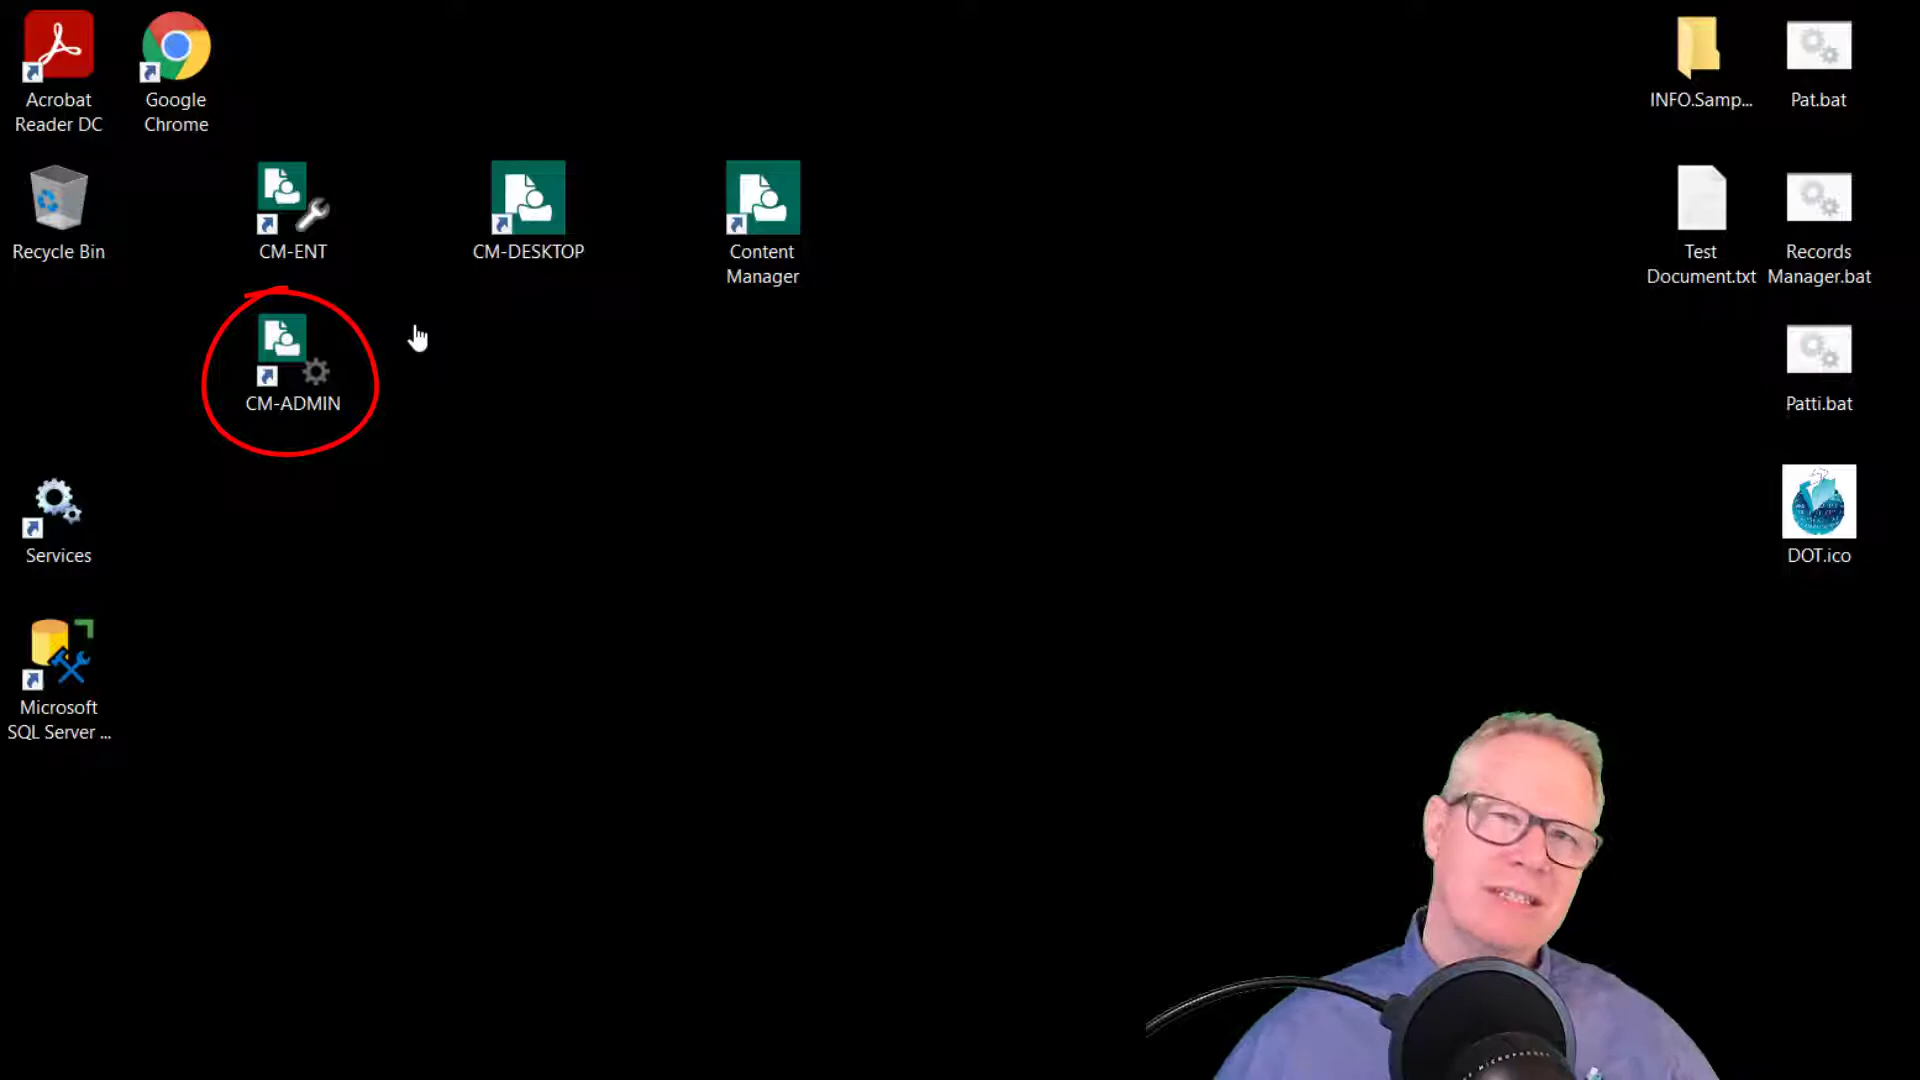 Acrobat
Reader DC
Google
Chrome
INFO.Samp...
Pat.bat
Recycle Bin
CM-ENT
CM-DESKTOP
Content
Manager
Test
Document.txt
Records
Manager.bat
CM-ADMIN
Patti.bat
Services
DOT.ico
Microsoft
SQL Server ...